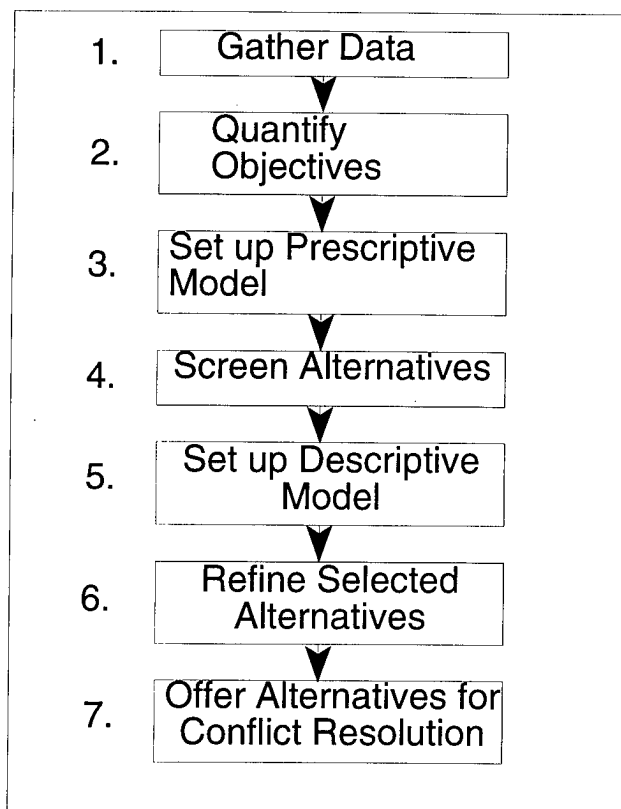 1. Gather Data
2. Quantify
Objectives
3. Set up Prescriptive
Model
4. Screen Alternatives
5. Set up Descriptive
Model
6. Refine Selected
Alternatives
7. Offer Alternatives for
Conflict Resolution